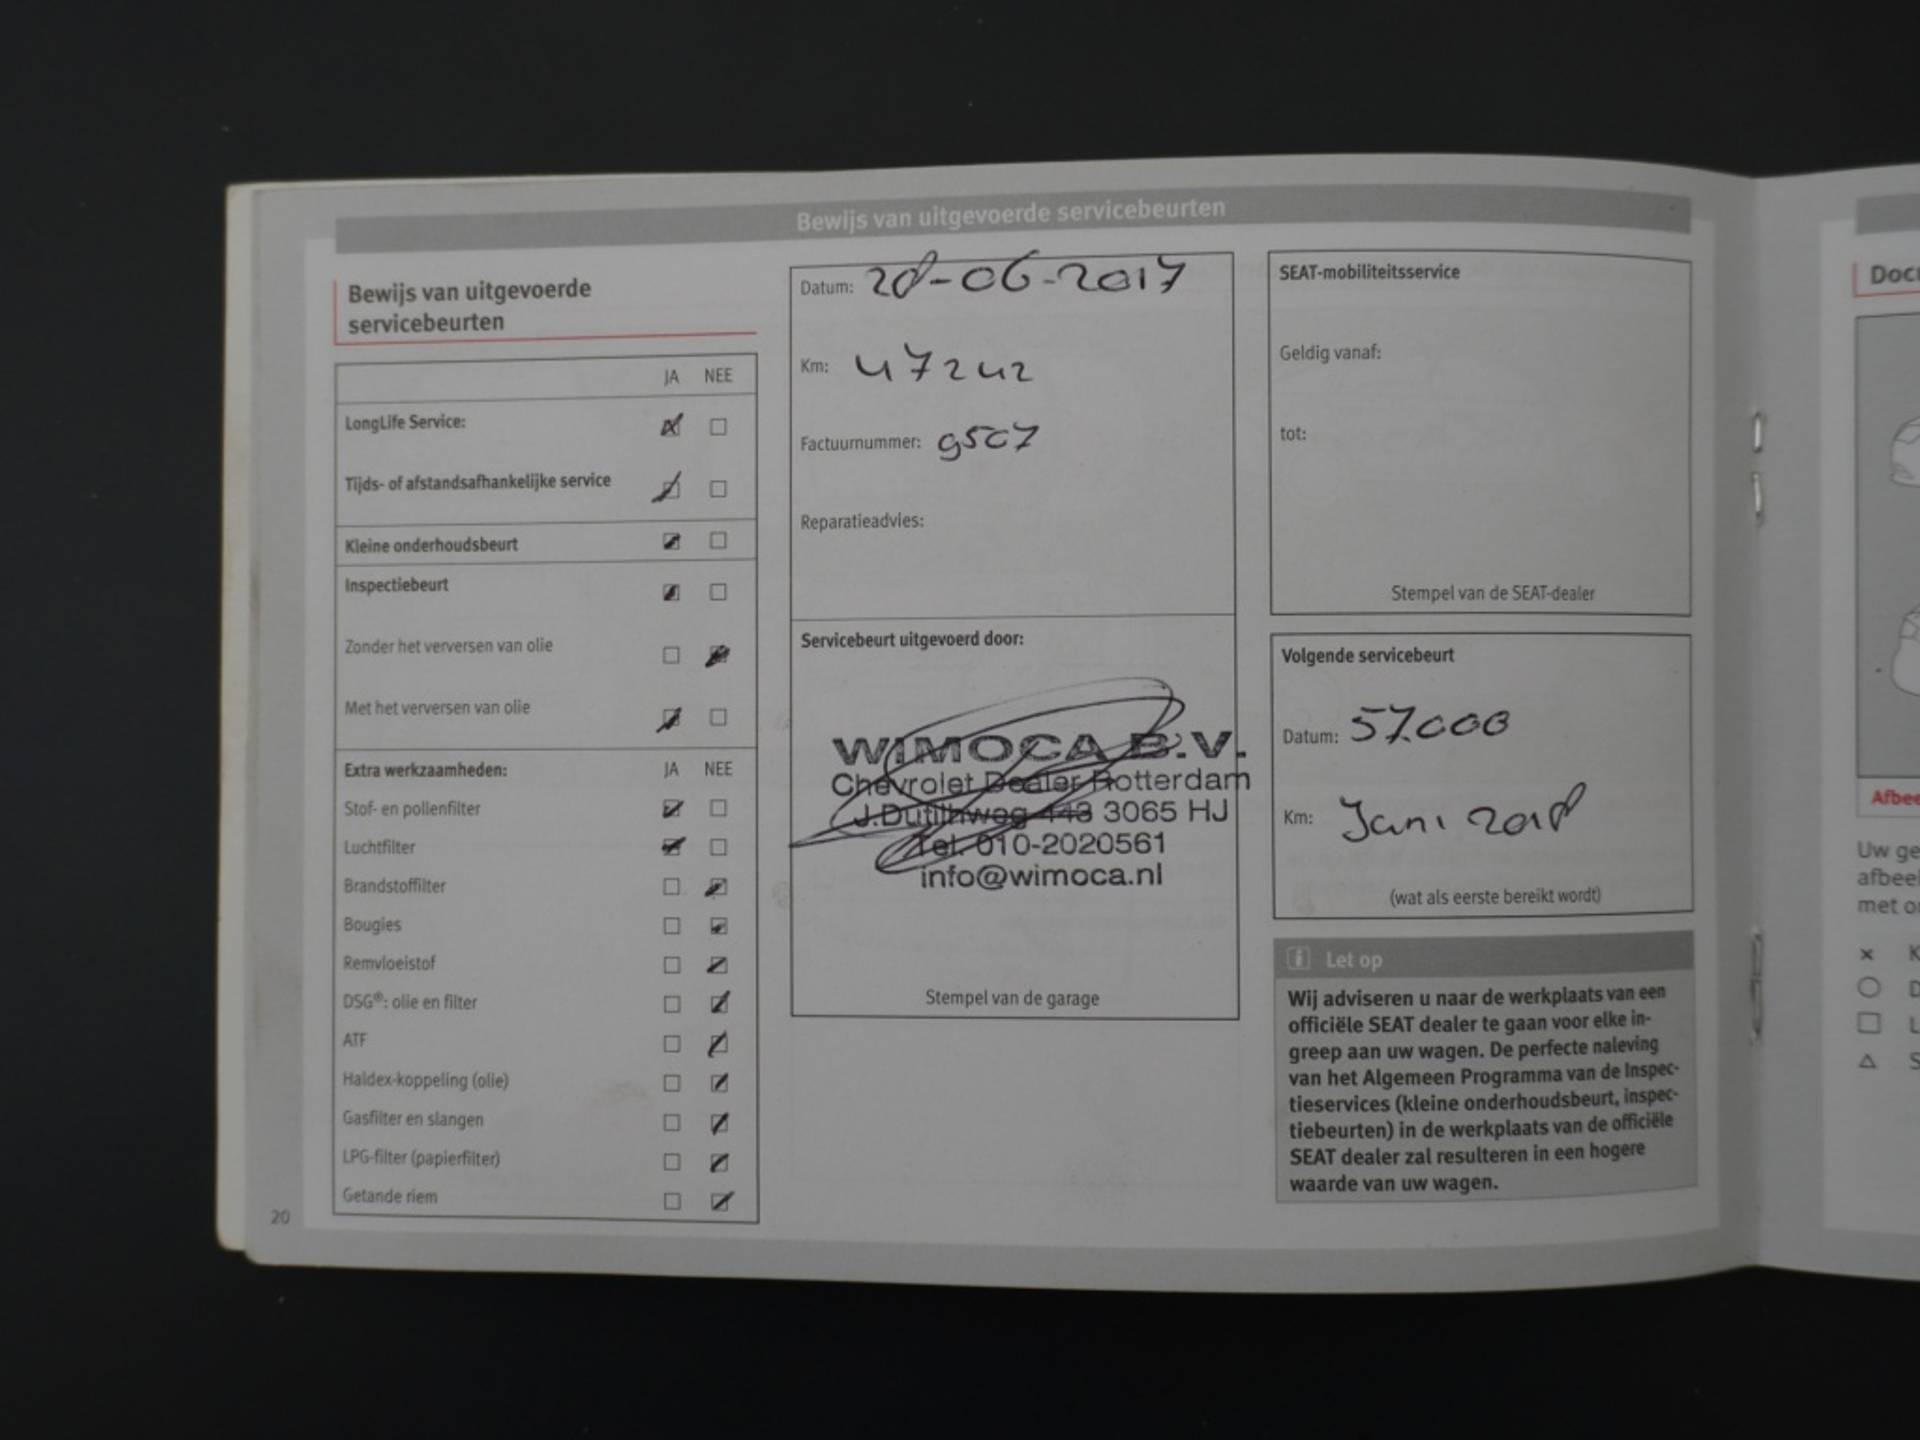 Bewijs van uitgevoerde servicebeurten
Bewijs van uitgevoerde
servicebeurten
JA NEE
LongLife Service:
Tijds- of afstandsafhankelijke service
Kleine onderhoudsbeurt
Inspectiebeurt
Zonder het verversen van olie
Met het verversen van olie
Extra werkzaamheden: JA NEE
Stof- en pollenfilter
Luchtfilter
Brandstoffilter
Bougies
Remvloeistof
DSG®: olie en filter
ATF
Haldex-koppeling (olie)
Gasfilter en slangen
LPG-filter (papierfilter)
Getande riem
20
Datum: 28-06-2017
Km: 47242
Factuurnummer: 9507
Reparatieadvies:
Servicebeurt uitgevoerd door:
WIMOCA B.V.
Chevrolet Dealer Rotterdam
J.Dutilhweg 443 3065 HJ
Tel. 010-2020561
info@wimoca.nl
Stempel van de garage
SEAT-mobiliteitsservice
Geldig vanaf:
tot:
Stempel van de SEAT-dealer
Volgende servicebeurt
Datum: 57.000
Km: Juni 2018
(wat als eerste bereikt wordt)
Let op
Wij adviseren u naar de werkplaats van een
officiële SEAT dealer te gaan voor elke in-
greep aan uw wagen. De perfecte naleving
van het Algemeen Programma van de Inspec-
tieservices (kleine onderhoudsbeurt, inspec-
tiebeurten) in de werkplaats van de officiële
SEAT dealer zal resulteren in een hogere
waarde van uw wagen.
Uw ge
afbeel